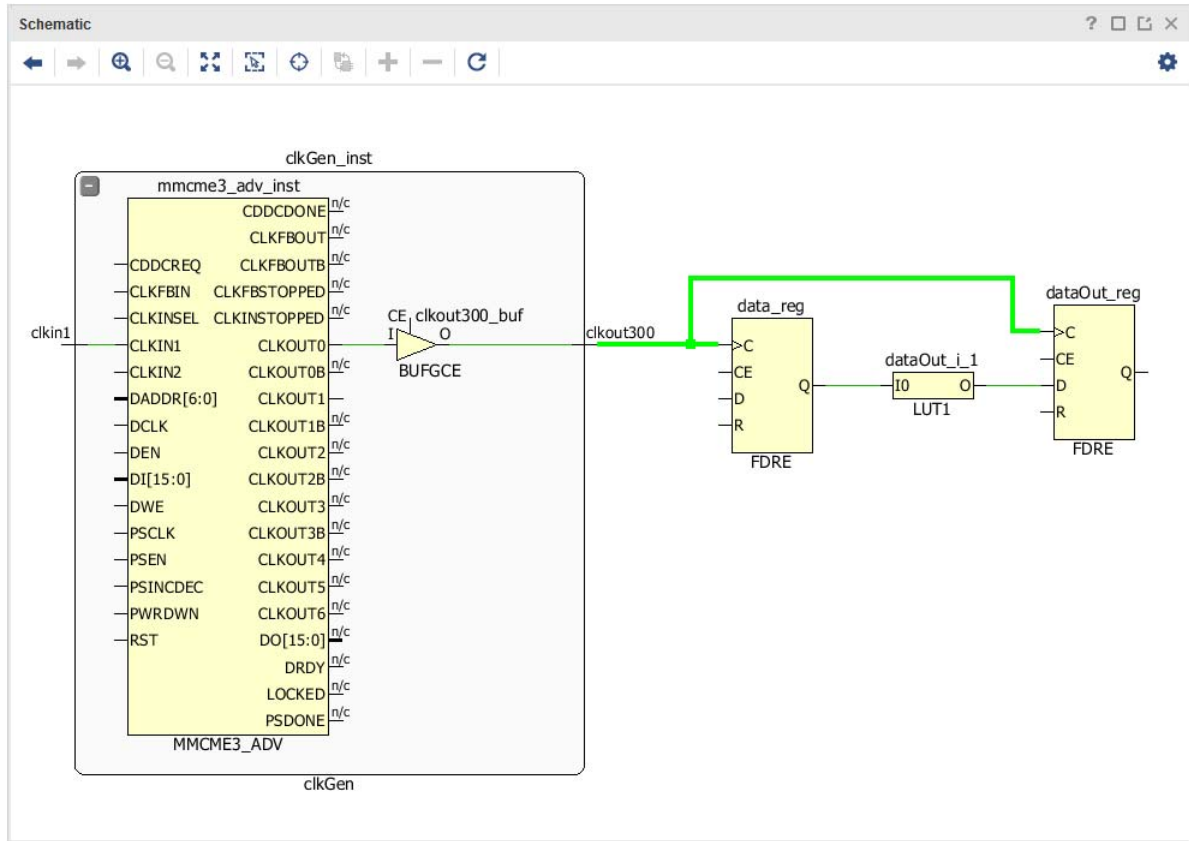 Schematic
?
clkGen_inst
mmcme3_adv_inst
CDDCDONE n/c
CLKFBOUT n/c
CDDCREQ CLKFBOUTB n/c
CLKFBIN CLKFBSTOPPED n/c
CLKINSEL CLKINSTOPPED n/c
clkin1 CLKIN1 CLKOUT0
CLKIN2 CLKOUT0B n/c
DADDR[6:0] CLKOUT1
DCLK CLKOUT1B n/c
DEN CLKOUT2 n/c
DI[15:0] CLKOUT2B n/c
DWE CLKOUT3 n/c
PSCLK CLKOUT3B n/c
PSEN CLKOUT4 n/c
PSINCDEC CLKOUT5 n/c
PWRDWN CLKOUT6 n/c
RST DO[15:0] n/c
DRDY n/c
LOCKED n/c
PSDONE n/c
MMCME3_ADV
CE clkout300_buf
I O
BUFGCE
clkGen
clkout300
data_reg
C
CE
Q
D
R
FDRE
dataOut_i_1
I0 O
LUT1
dataOut_reg
C
CE
Q
D
R
FDRE